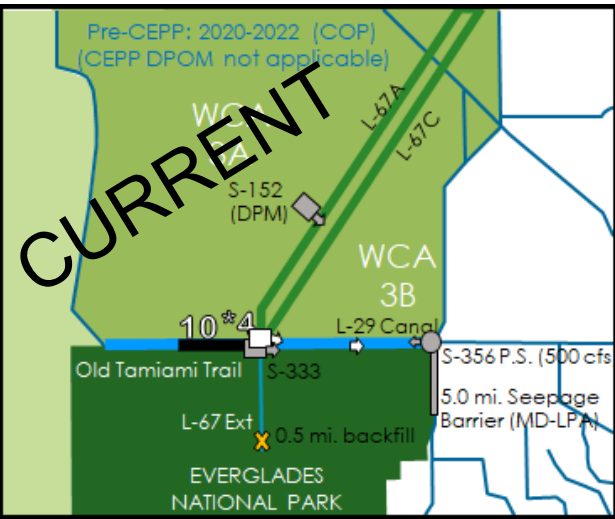 Pre-CEPP: 2020-2022 (COP)
(CEPP DPOM not applicable)
CURRENT
WCA
3A
L-67A
L-67C
S-152
(DPM)
WCA
3B
10*4
L-29 Canal
Old Tamiami Trail
S-333
S-356 P.S. (500 cfs
L-67 Ext
0.5 mi. backfill
5.0 mi. Seepage
Barrier (MD-LPA)
EVERGLADES
NATIONAL PARK